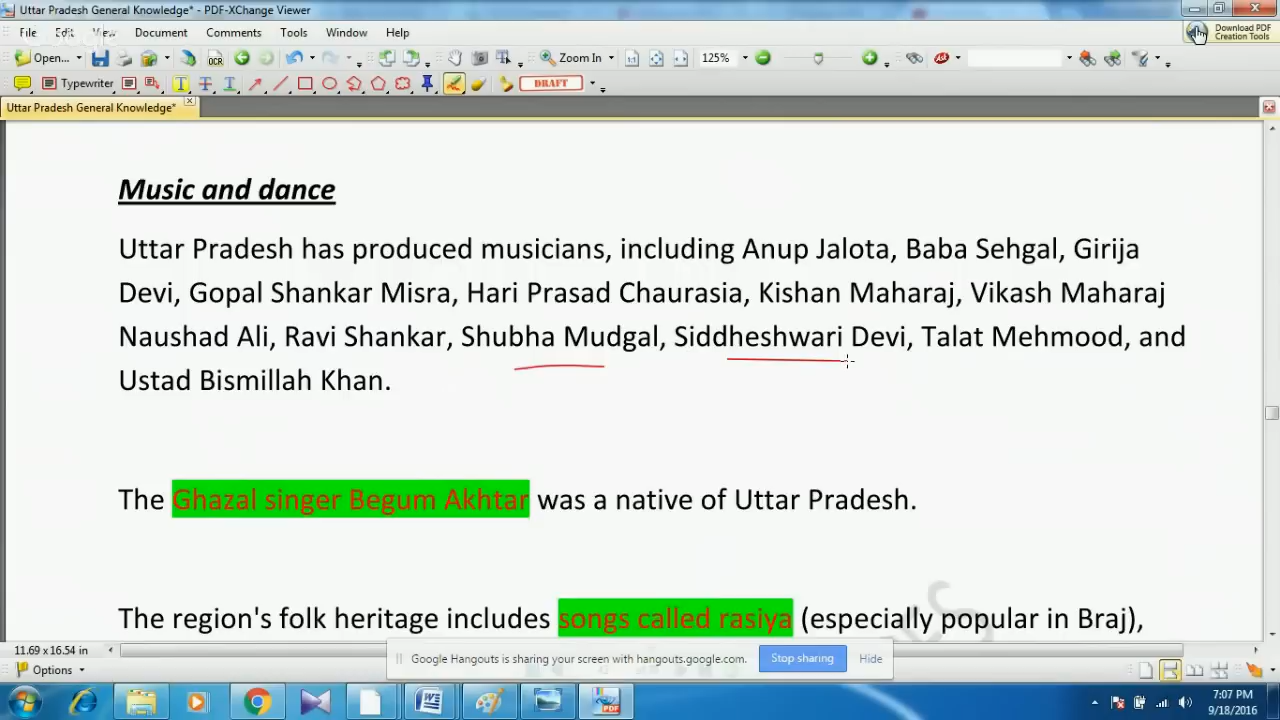 Uttar Pradesh General Knowledge* - PDF-XChange Viewer
File Edit View Document Comments Tools Window Help
Download PDF
Creation Tools
Open... OCR Zoom In 125%
Typewriter DRAFT
Uttar Pradesh General Knowledge*
Music and dance
Uttar Pradesh has produced musicians, including Anup Jalota, Baba Sehgal, Girija
Devi, Gopal Shankar Misra, Hari Prasad Chaurasia, Kishan Maharaj, Vikash Maharaj
Naushad Ali, Ravi Shankar, Shubha Mudgal, Siddheshwari Devi, Talat Mehmood, and
Ustad Bismillah Khan.
The Ghazal singer Begum Akhtar was a native of Uttar Pradesh.
The region's folk heritage includes songs called rasiya (especially popular in Braj),
11.69 x 16.54 in
Google Hangouts is sharing your screen with hangouts.google.com. Stop sharing Hide
Options
7:07 PM
9/18/2016